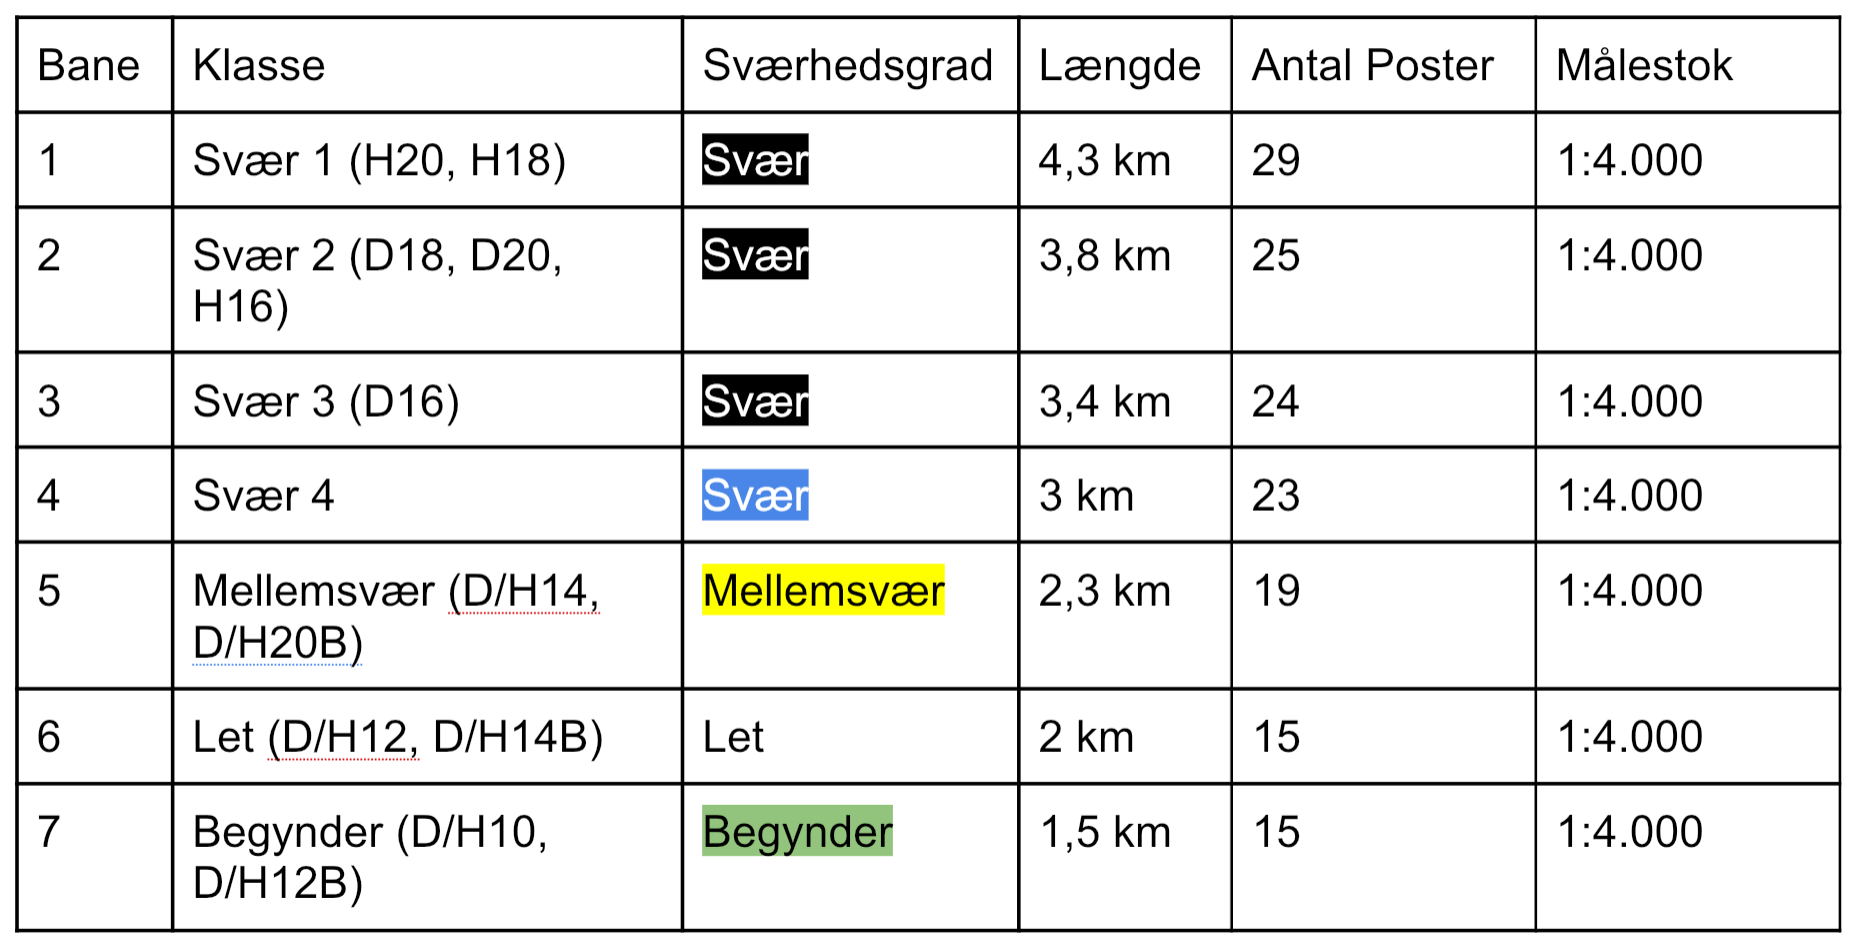 Bane Klasse Sværhedsgrad Længde Antal Poster Målestok
1 Svær 1 (H20, H18) Svær 4,3 km 29 1:4.000
2 Svær 2 (D18, D20, Svær 3,8 km 25 1:4.000
H16)
3 Svær 3 (D16) Svær 3,4 km 24 1:4.000
4 Svær 4 Svær 3 km 23 1:4.000
5 Mellemsvær (D/H14, Mellemsvær 2,3 km 19 1:4.000
D/H20B)
6 Let (D/H12, D/H14B) Let 2 km 15 1:4.000
7 Begynder (D/H10, Begynder 1,5 km 15 1:4.000
D/H12B)